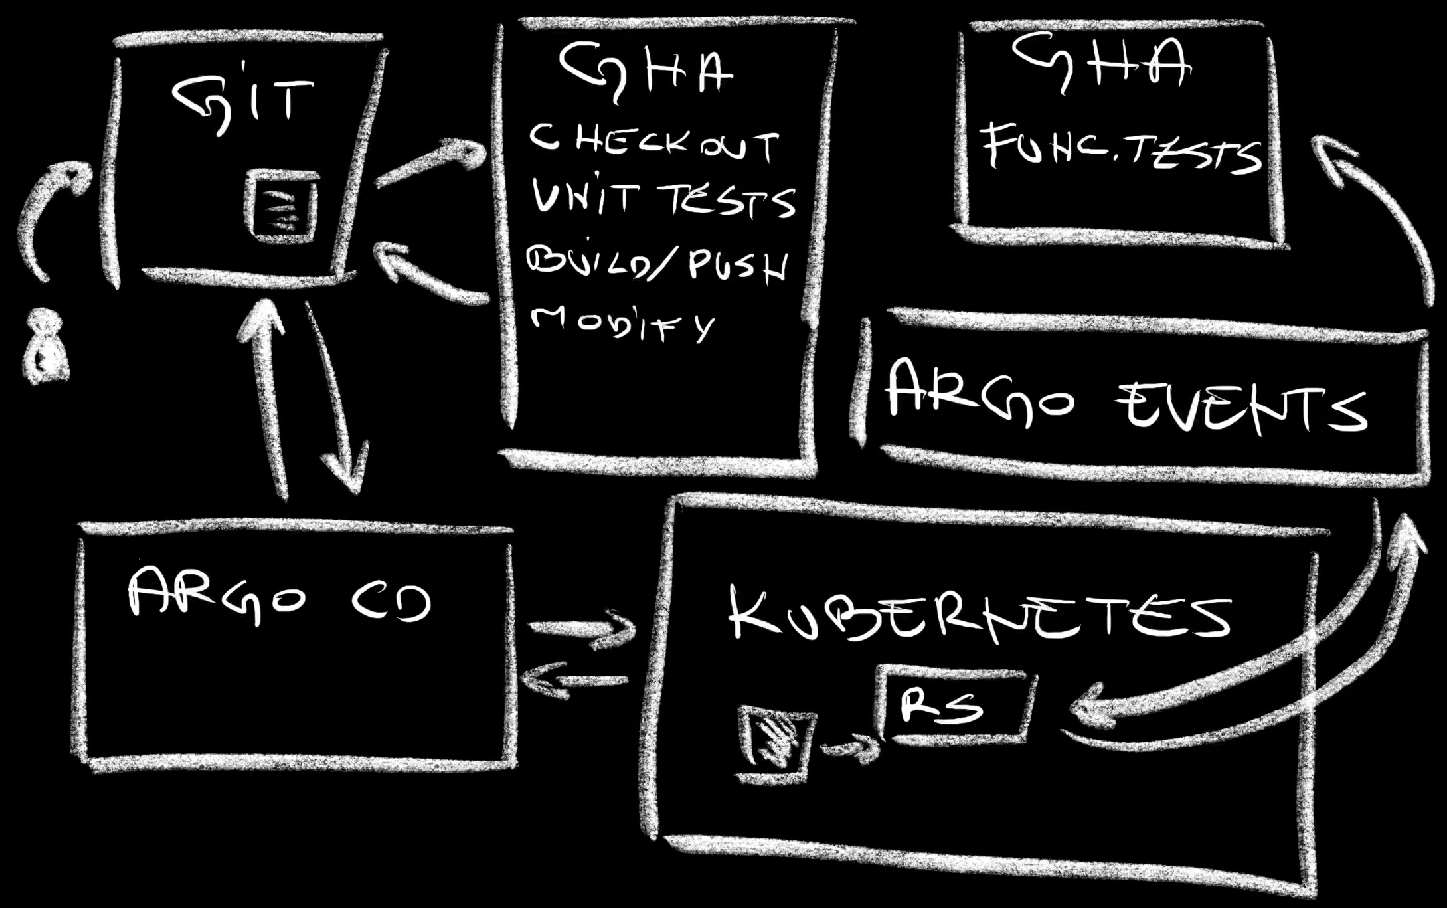 GIT
GHA
CHECKOUT
UNIT TESTS
BUILD/PUSH
MODIFY
GHA
FUNC. TESTS
ARGO EVENTS
ARGO CD
KUBERNETES
RS